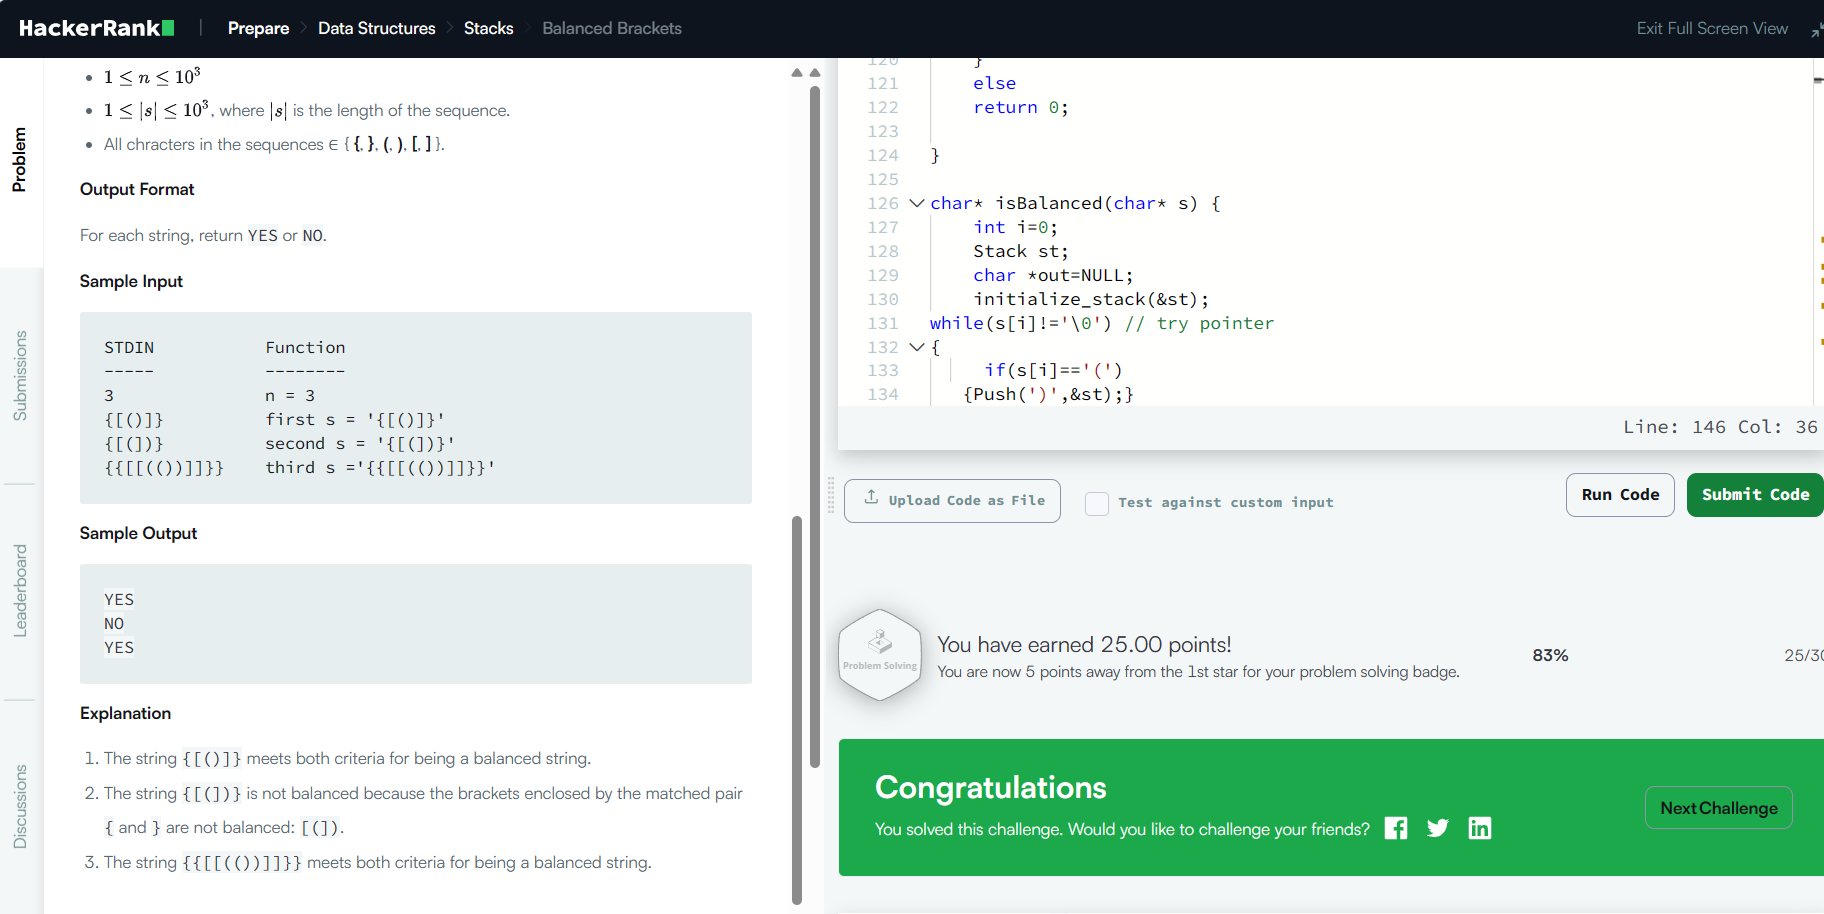 HackerRank | Prepare > Data Structures > Stacks > Balanced Brackets
Exit Full Screen View
Problem
Submissions
Leaderboard
Discussions
1 ≤ n ≤ 10³
1 ≤ |s| ≤ 10³, where |s| is the length of the sequence.
All chracters in the sequences ∈ { {, }, (, ), [, ] }.
Output Format
For each string, return YES or NO.
Sample Input
STDIN Function
----- --------
3 n = 3
{[()]} first s = '{[()]}'
{[(])} second s = '{[(])}'
{{[[(())]]}} third s ='{{[[(())]]}}'
Sample Output
YES
NO
YES
Explanation
1. The string {[()]} meets both criteria for being a balanced string.
2. The string {[(])} is not balanced because the brackets enclosed by the matched pair
{ and } are not balanced: [(]).
3. The string {{[[(())]]}} meets both criteria for being a balanced string.
120 }
121 else
122 return 0;
123
124 }
125
126 char* isBalanced(char* s) {
127 int i=0;
128 Stack st;
129 char *out=NULL;
130 initialize_stack(&st);
131 while(s[i]!='\0') // try pointer
132 {
133 if(s[i]=='(')
134 {Push(')',&st);}
Line: 146 Col: 36
Upload Code as File
Test against custom input
Run Code
Submit Code
Problem Solving
You have earned 25.00 points!
You are now 5 points away from the 1st star for your problem solving badge.
83%
25/30
Congratulations
You solved this challenge. Would you like to challenge your friends?
Next Challenge